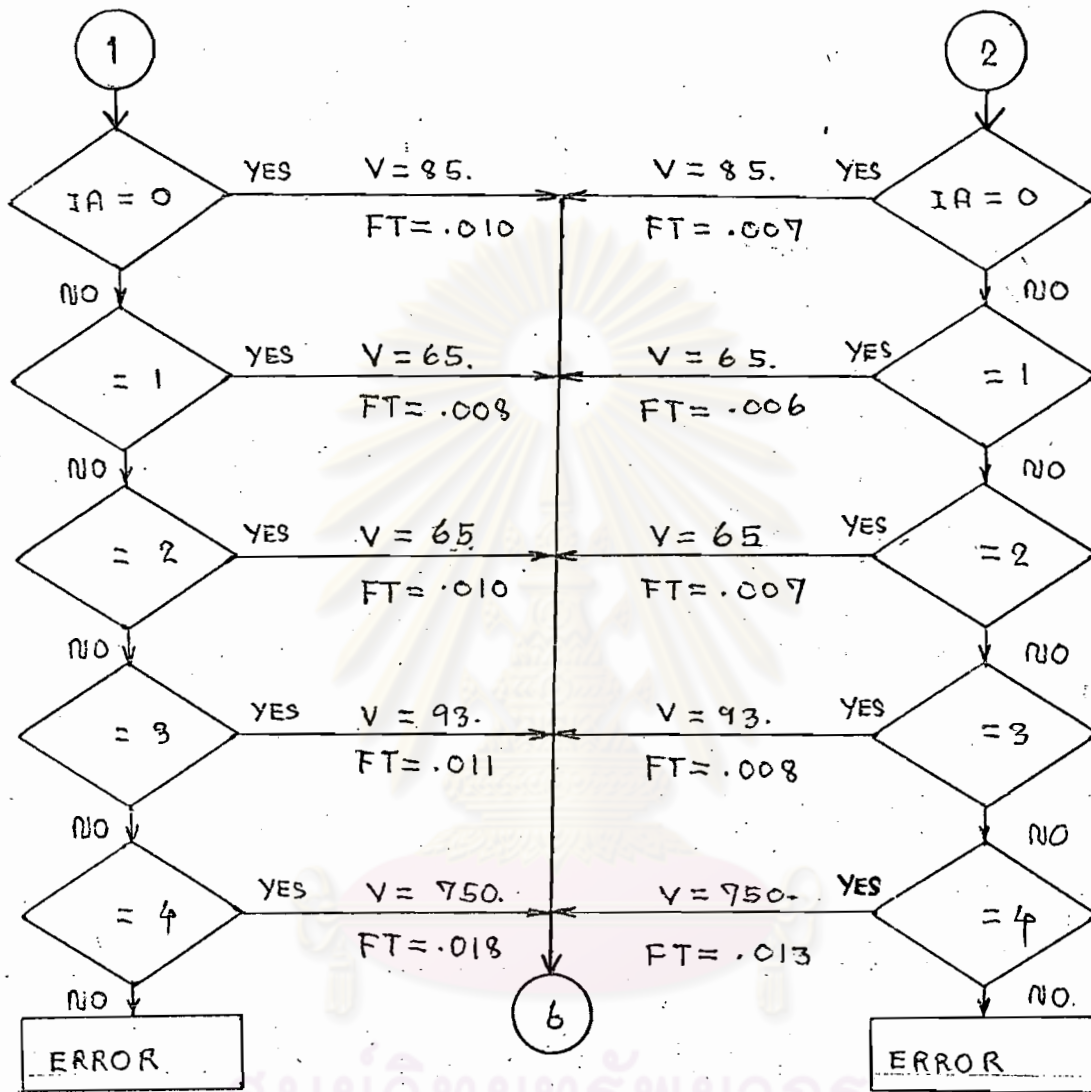 1 2
YES V = 85. V = 85. YES
IA = 0 IA = 0
FT = .010 FT = .007
NO NO
YES V = 65. V = 65. YES
= 1 = 1
FT = .008 FT = .006
NO NO
YES V = 65 V = 65 YES
= 2 = 2
FT = .010 FT = .007
NO NO
YES V = 93. V = 93. YES
= 3 = 3
FT = .011 FT = .008
NO NO
YES V = 750. V = 750. YES
= 4 = 4
FT = .018 FT = .013
NO NO.
6
ERROR ERROR